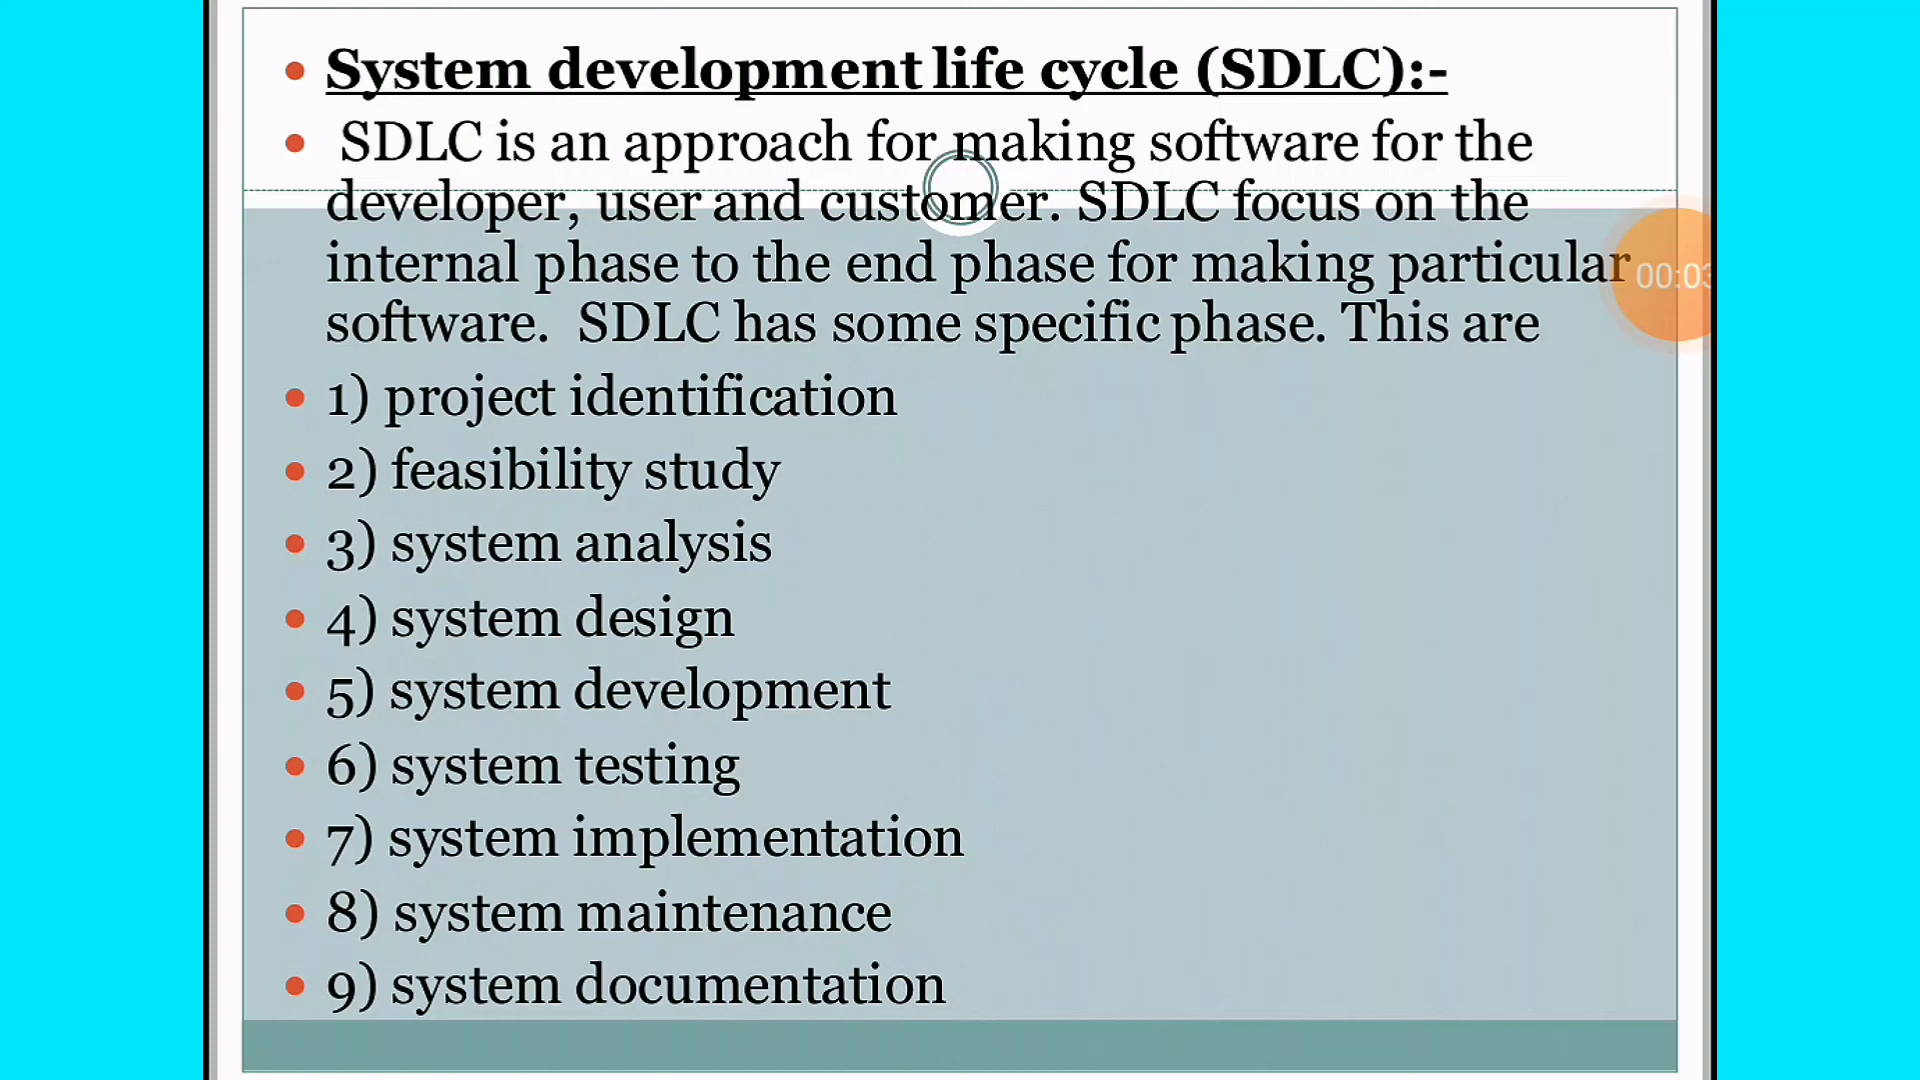 System development life cycle (SDLC):-
SDLC is an approach for making software for the
developer, user and customer. SDLC focus on the
internal phase to the end phase for making particular
software. SDLC has some specific phase. This are
1) project identification
2) feasibility study
3) system analysis
4) system design
5) system development
6) system testing
7) system implementation
8) system maintenance
9) system documentation
00:03